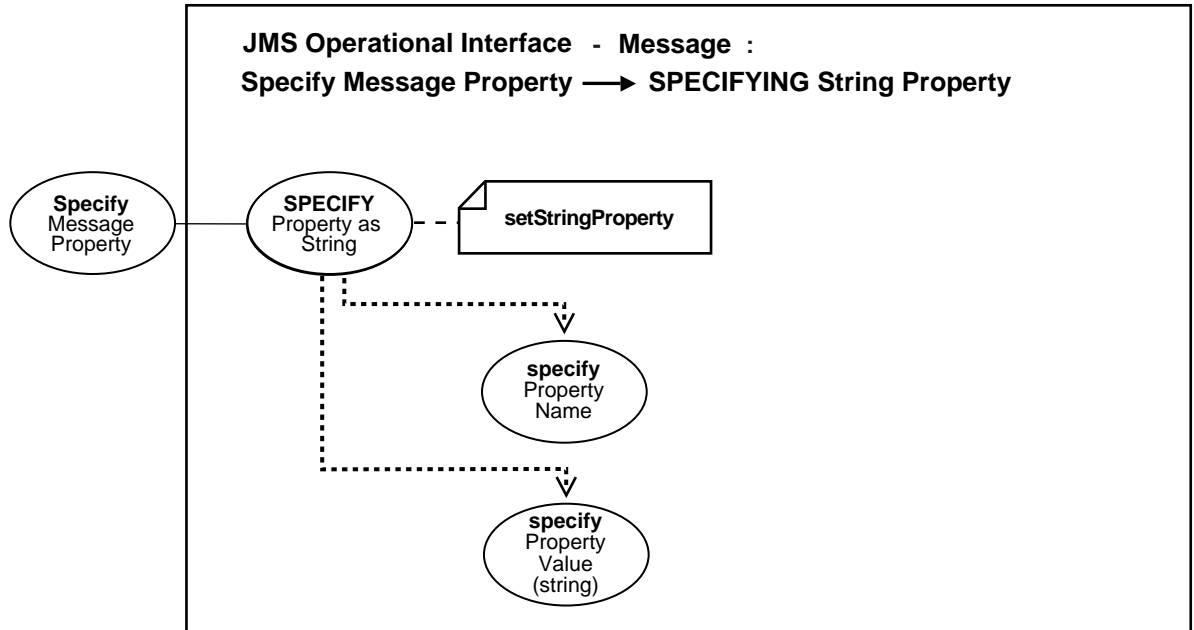 JMS Operational Interface - Message :
Specify Message Property → SPECIFYING String Property
Specify
Message
Property
SPECIFY
Property as
String
setStringProperty
specify
Property
Name
specify
Property
Value
(string)